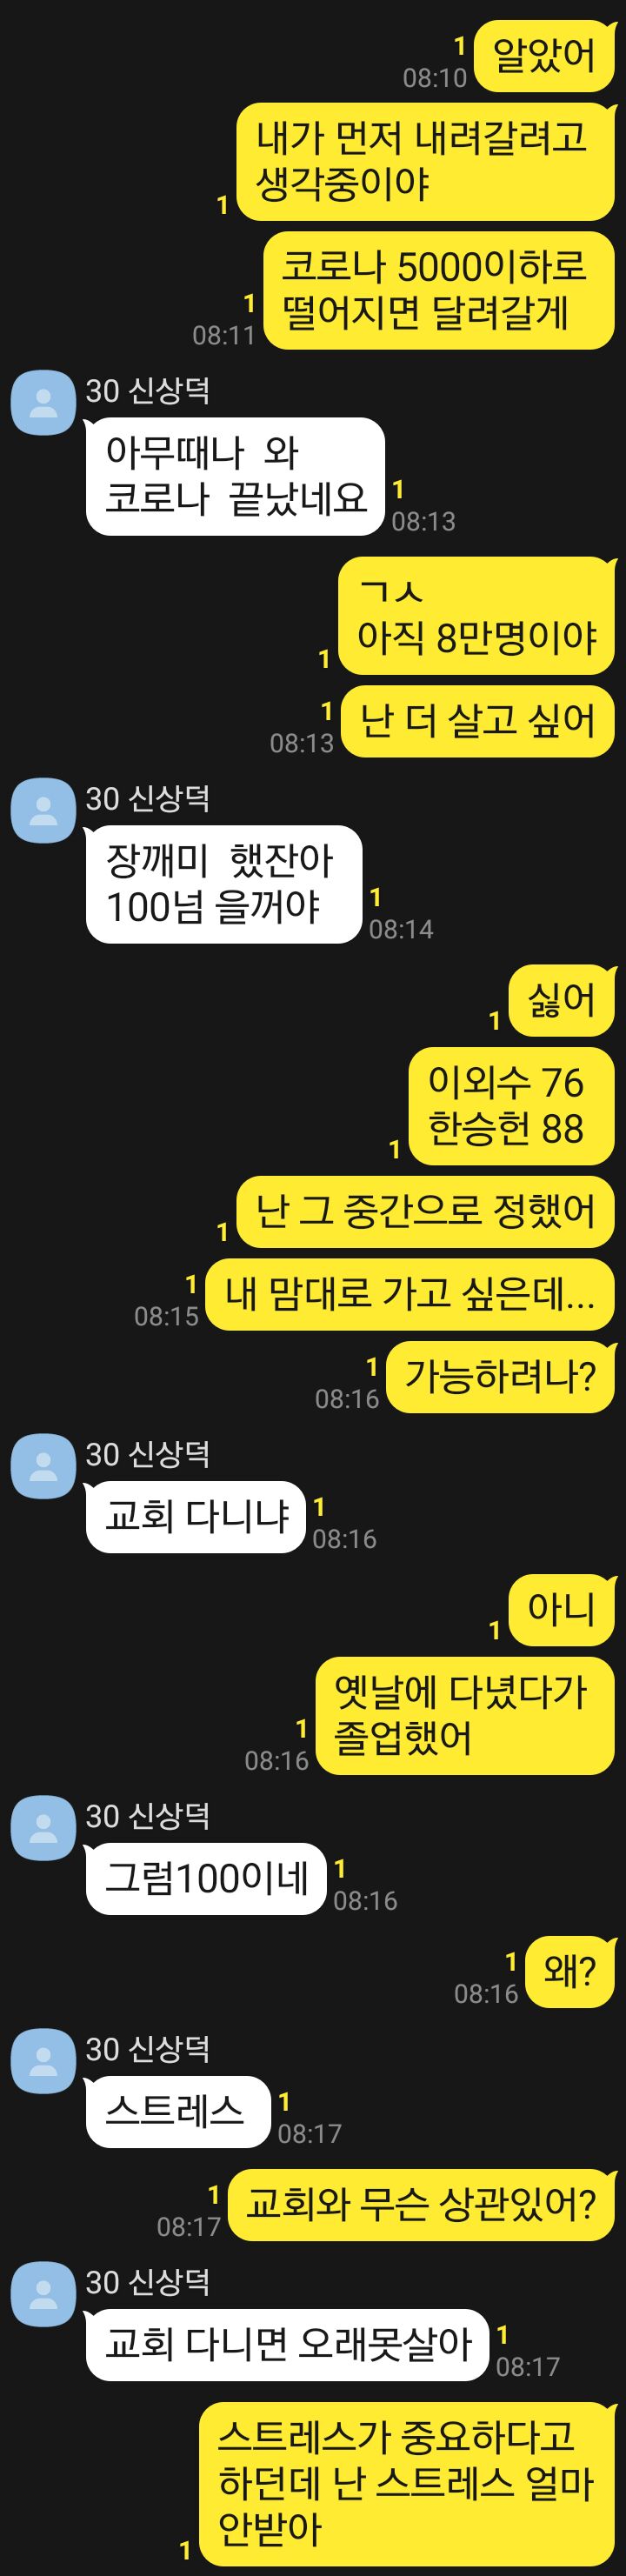 알았어
1
08:10
내가 먼저 내려갈려고
생각중이야
1
코로나 5000이하로
떨어지면 달려갈게
1
08:11
30 신상덕
아무때나  와
코로나  끝났네요
1
08:13
ㄱㅅ
아직 8만명이야
1
난 더 살고 싶어
1
08:13
30 신상덕
장깨미  했잔아
100넘 을꺼야
1
08:14
싫어
1
이외수 76
한승헌 88
1
난 그 중간으로 정했어
1
내 맘대로 가고 싶은데...
1
08:15
가능하려나?
1
08:16
30 신상덕
교회 다니냐
1
08:16
아니
1
옛날에 다녔다가
졸업했어
1
08:16
30 신상덕
그럼100이네
1
08:16
왜?
1
08:16
30 신상덕
스트레스
1
08:17
교회와 무슨 상관있어?
1
08:17
30 신상덕
교회 다니면 오래못살아
1
08:17
스트레스가 중요하다고
하던데 난 스트레스 얼마
안받아
1